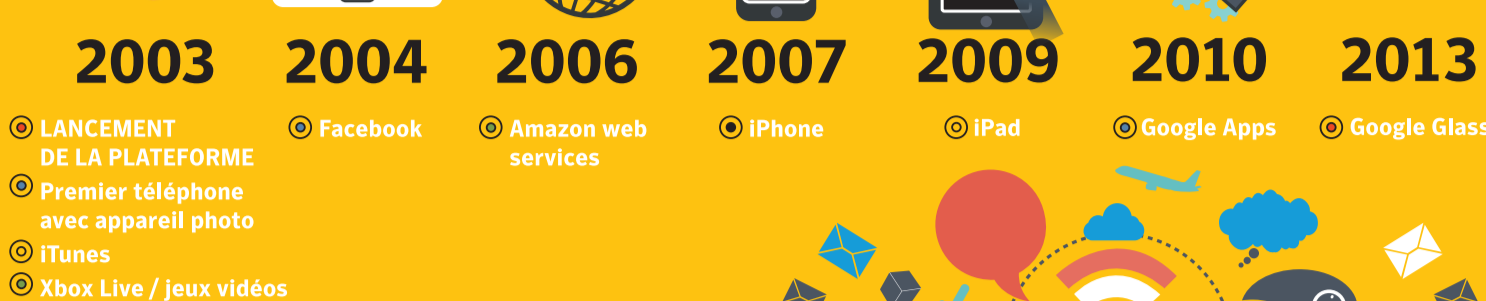 2003 2004 2006 2007 2009 2010 2013
LANCEMENT
DE LA PLATEFORME
Premier téléphone
avec appareil photo
iTunes
Xbox Live / jeux vidéos
Facebook
Amazon web
services
iPhone
iPad
Google Apps
Google Glass